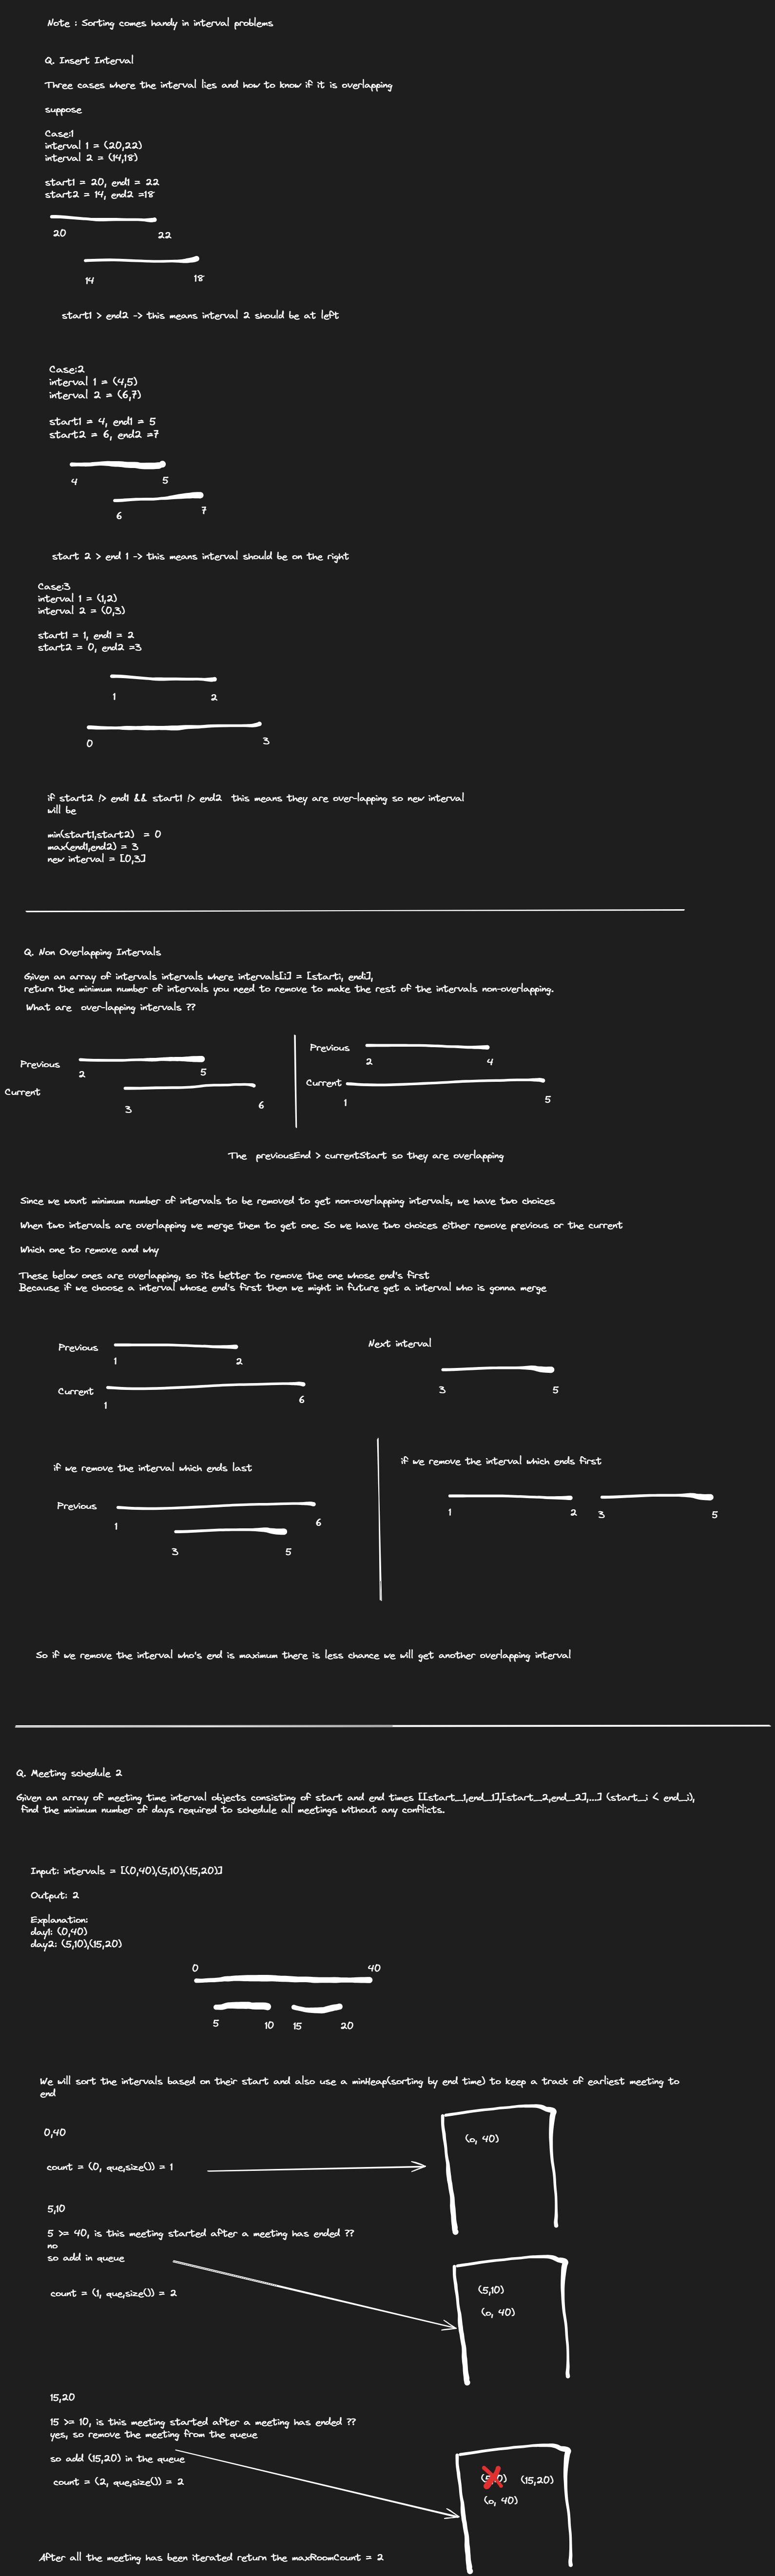 Note : Sorting comes handy in interval problems
Q. Insert Interval
Three cases where the interval lies and how to know if it is overlapping
suppose
Case:1
interval 1 = (20,22)
interval 2 = (14,18)
start1 = 20, end1 = 22
start2 = 14, end2 =18
20
22
14
18
start1 > end2 -> this means interval 2 should be at left
Case:2
interval 1 = (4,5)
interval 2 = (6,7)
start1 = 4, end1 = 5
start2 = 6, end2 =7
4
5
6
7
start 2 > end 1 -> this means interval should be on the right
Case:3
interval 1 = (1,2)
interval 2 = (0,3)
start1 = 1, end1 = 2
start2 = 0, end2 =3
1
2
0
3
if start2 !> end1 && start1 !> end2 this means they are over-lapping so new interval
will be
min(start1,start2) = 0
max(end1,end2) = 3
new interval = [0,3]
Q. Non Overlapping Intervals
Given an array of intervals intervals where intervals[i] = [starti, endi],
return the minimum number of intervals you need to remove to make the rest of the intervals non-overlapping.
What are over-lapping intervals ??
Previous
2
5
Current
3
6
Previous
2
4
Current
1
5
The previousEnd > currentStart so they are overlapping
Since we want minimum number of intervals to be removed to get non-overlapping intervals, we have two choices
When two intervals are overlapping we merge them to get one. So we have two choices either remove previous or the current
Which one to remove and why
These below ones are overlapping, so its better to remove the one whose end's first
Because if we choose a interval whose end's first then we might in future get a interval who is gonna merge
Previous
1
2
Current
1
6
Next interval
3
5
if we remove the interval which ends last
Previous
1
6
3
5
if we remove the interval which ends first
1
2
3
5
So if we remove the interval who's end is maximum there is less chance we will get another overlapping interval
Q. Meeting schedule 2
Given an array of meeting time interval objects consisting of start and end times [[start_1,end_1],[start_2,end_2],...] (start_i < end_i),
find the minimum number of days required to schedule all meetings without any conflicts.
Input: intervals = [(0,40),(5,10),(15,20)]
Output: 2
Explanation:
day1: (0,40)
day2: (5,10),(15,20)
0
40
5
10
15
20
We will sort the intervals based on their start and also use a minHeap(sorting by end time) to keep a track of earliest meeting to
end
0,40
(o, 40)
count = (0, que,size()) = 1
5,10
5 >= 40, is this meeting started after a meeting has ended ??
no
so add in queue
(5,10)
count = (1, que,size()) = 2
(o, 40)
15,20
15 >= 10, is this meeting started after a meeting has ended ??
yes, so remove the meeting from the queue
so add (15,20) in the queue
(15,20)
count = (2, que,size()) = 2
(o, 40)
After all the meeting has been iterated return the maxRoomCount = 2